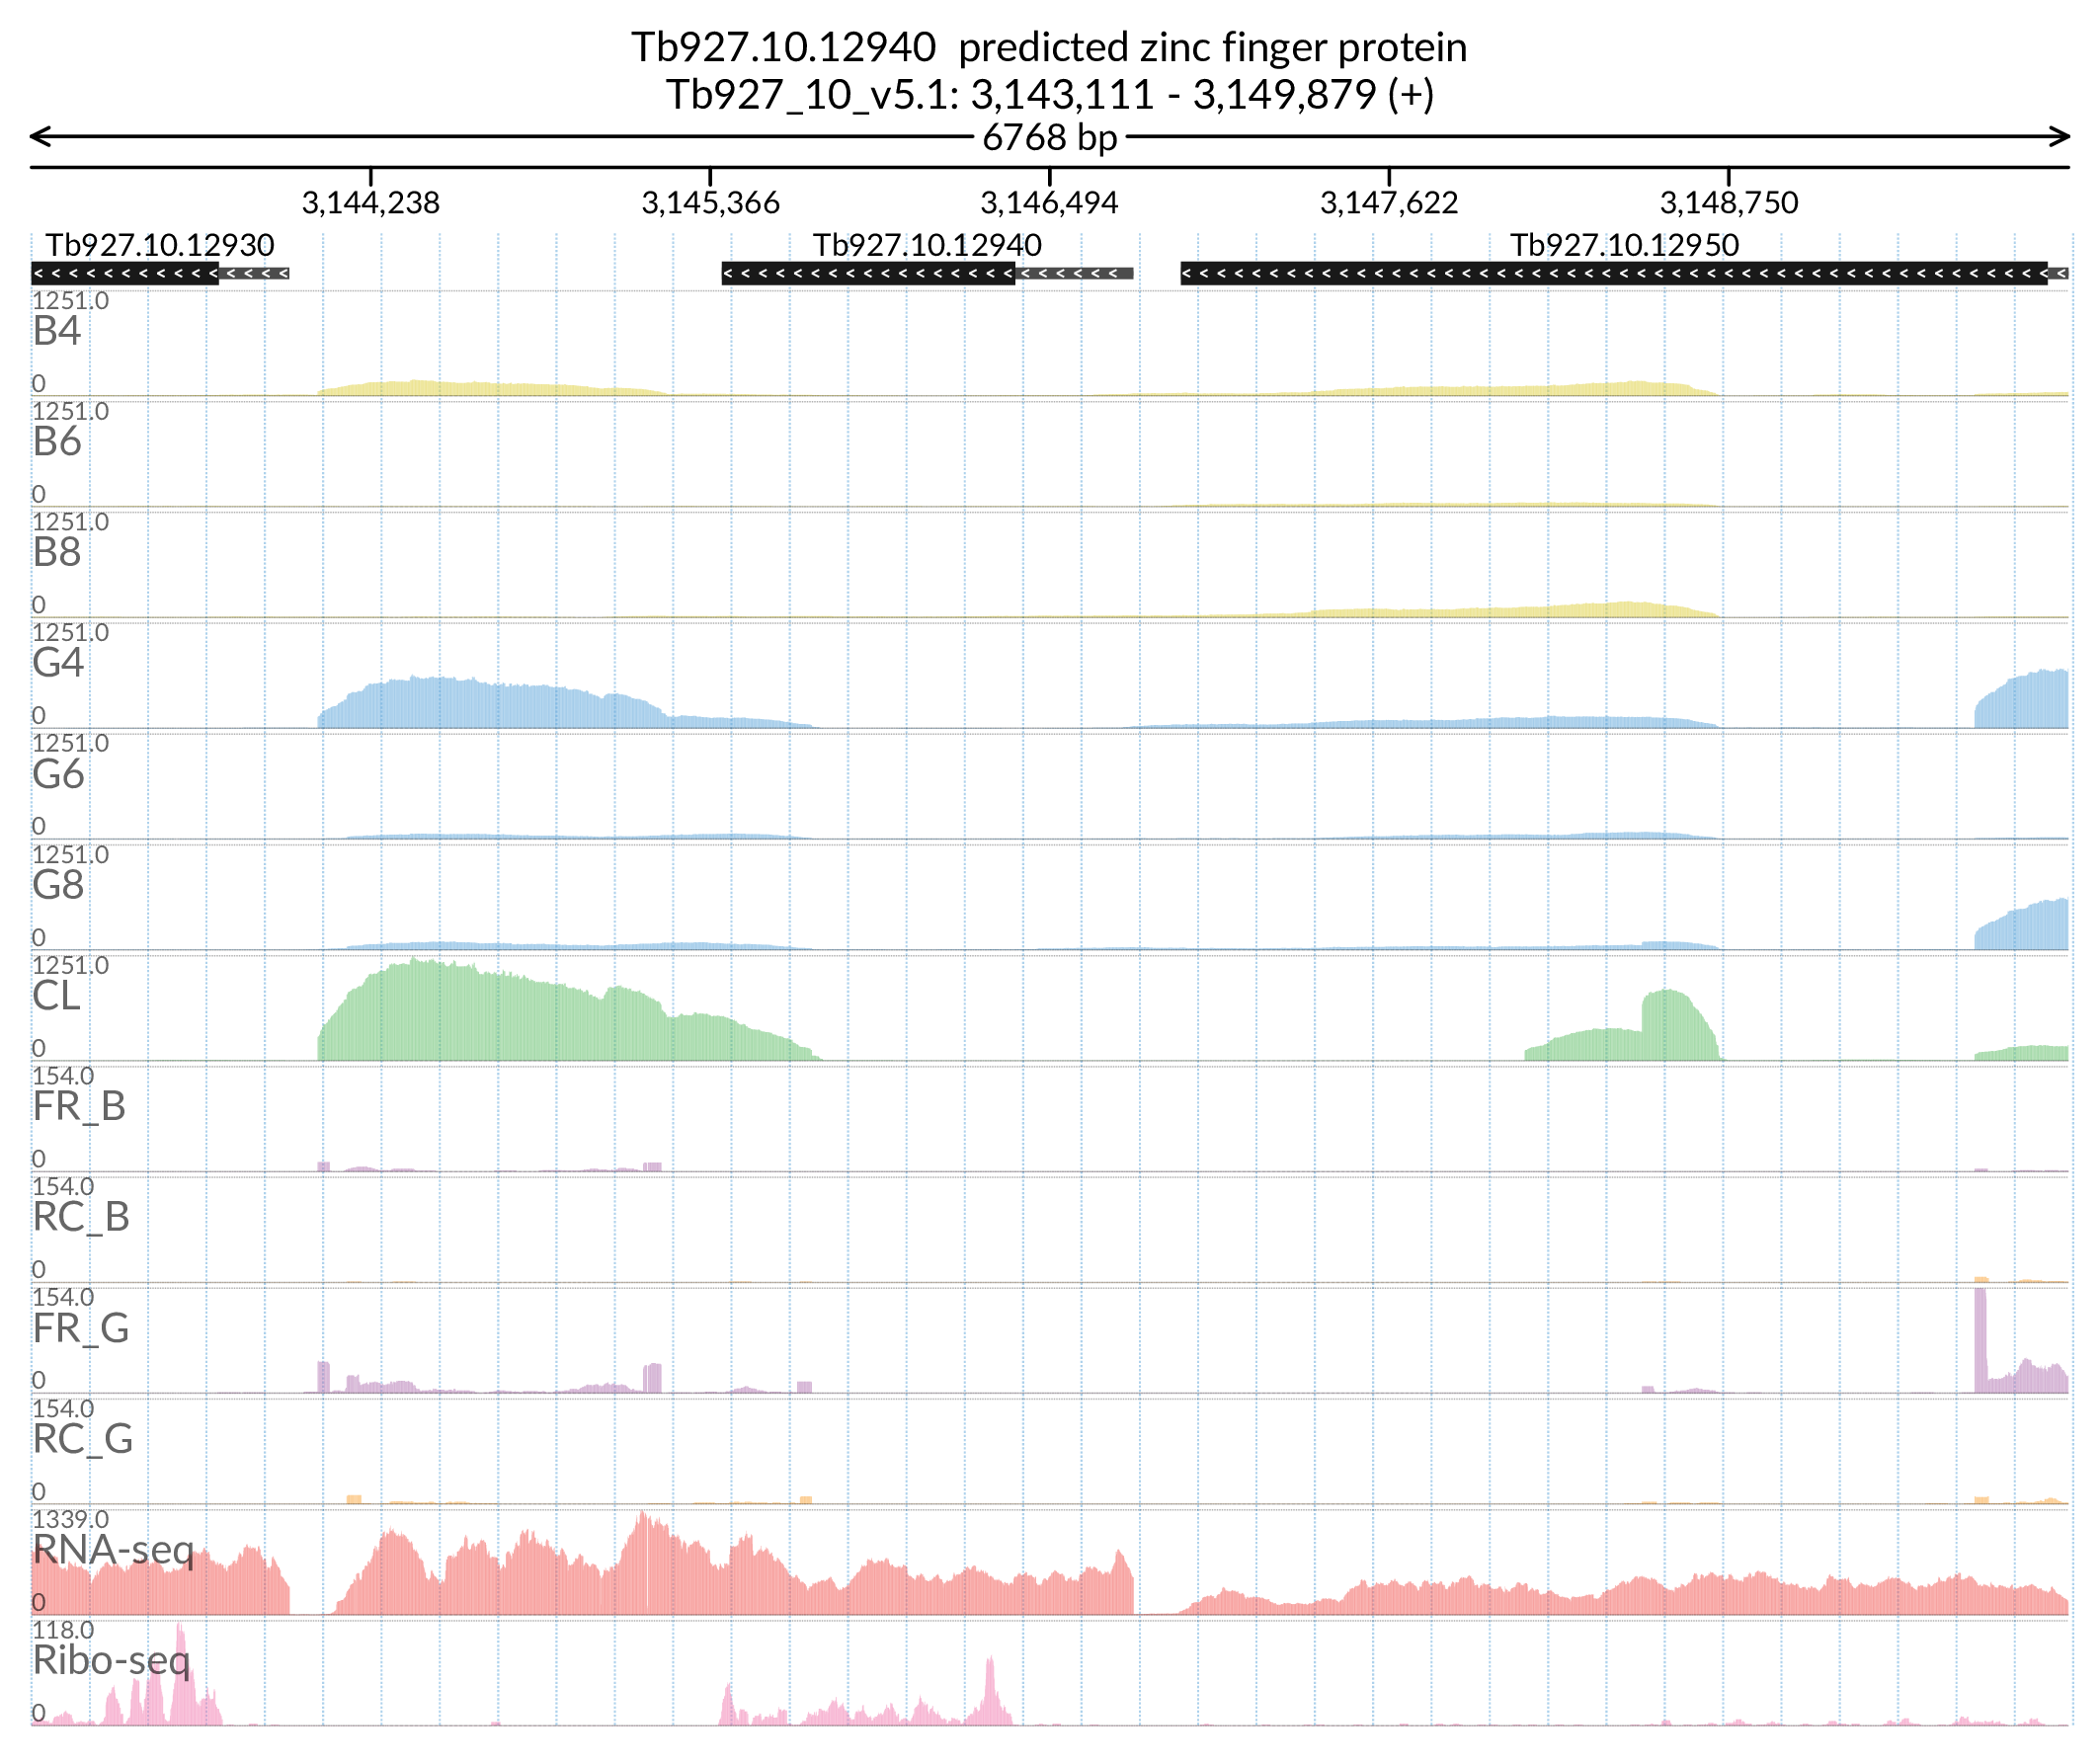 Tb927.10.12940  predicted zinc finger protein
Tb927_10_v5.1: 3,143,111 - 3,149,879 (+)
6768 bp
3,144,238 3,145,366 3,146,494 3,147,622 3,148,750
Tb927.10.12930 Tb927.10.12940 Tb927.10.12950
1251.0
B4
0
1251.0
B6
0
1251.0
B8
0
1251.0
G4
0
1251.0
G6
0
1251.0
G8
0
1251.0
CL
0
154.0
FR_B
0
154.0
RC_B
0
154.0
FR_G
0
154.0
RC_G
0
1339.0
RNA-seq
0
118.0
Ribo-seq
0